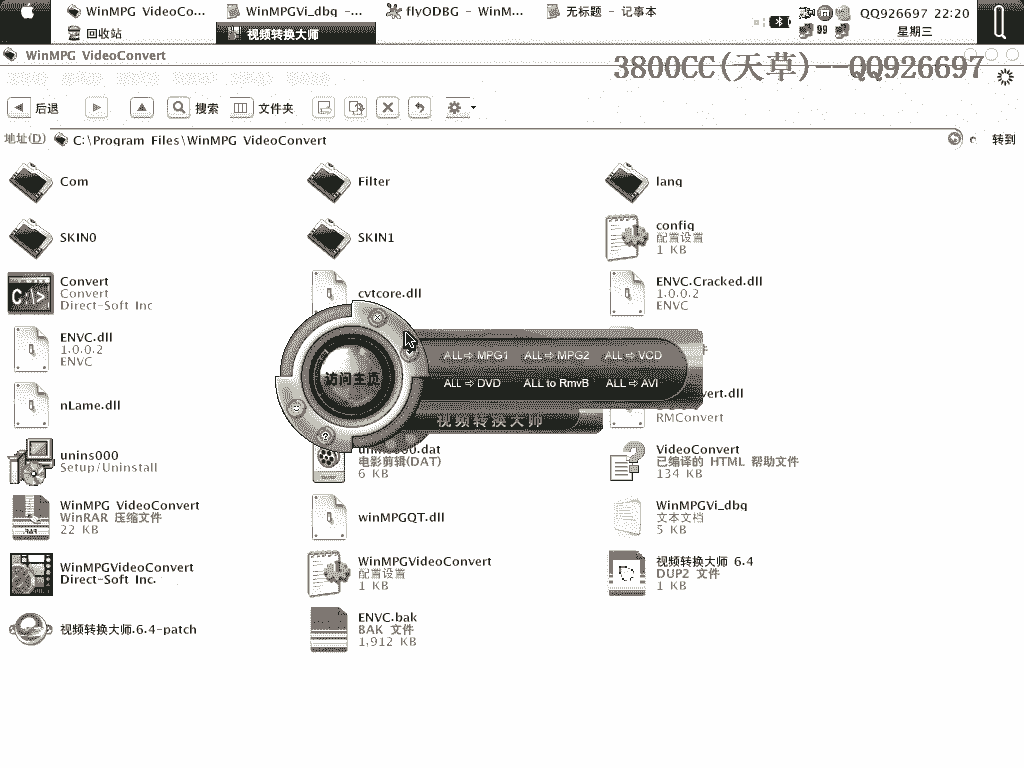 WinMPG VideoCo...
WinMPGVi_dbg -...
flyODBG - WinM...
无标题 - 记事本
99
QQ926697 22:20
回收站
视频转换大师
星期三
WinMPG VideoConvert
3800CC(天草)--QQ926697
后退
搜索
文件夹
地址(D)
C:\Program Files\WinMPG VideoConvert
转到
Com
Filter
lang
SKIN0
SKIN1
config
配置设置
1 KB
Convert
Convert
Direct-Soft Inc
cvtcore.dll
ENVC.Cracked.dll
1.0.0.2
ENVC
ENVC.dll
1.0.0.2
ENVC
ALL⇨MPG1
ALL⇨MPG2
ALL⇨VCD
访问主页
ALL⇨DVD
ALL to RmvB
ALL⇨AVI
nLame.dll
vert.dll
RMConvert
视频转换大师
unins000
Setup/Uninstall
unins000.dat
电影剪辑(DAT)
6 KB
VideoConvert
已编译的 HTML 帮助文件
134 KB
WinMPG VideoConvert
WinRAR 压缩文件
22 KB
winMPGQT.dll
WinMPGVi_dbg
文本文档
5 KB
WinMPGVideoConvert
Direct-Soft Inc.
WinMPGVideoConvert
配置设置
1 KB
视频转换大师 6.4
DUP2 文件
1 KB
视频转换大师.6.4-patch
ENVC.bak
BAK 文件
1,912 KB